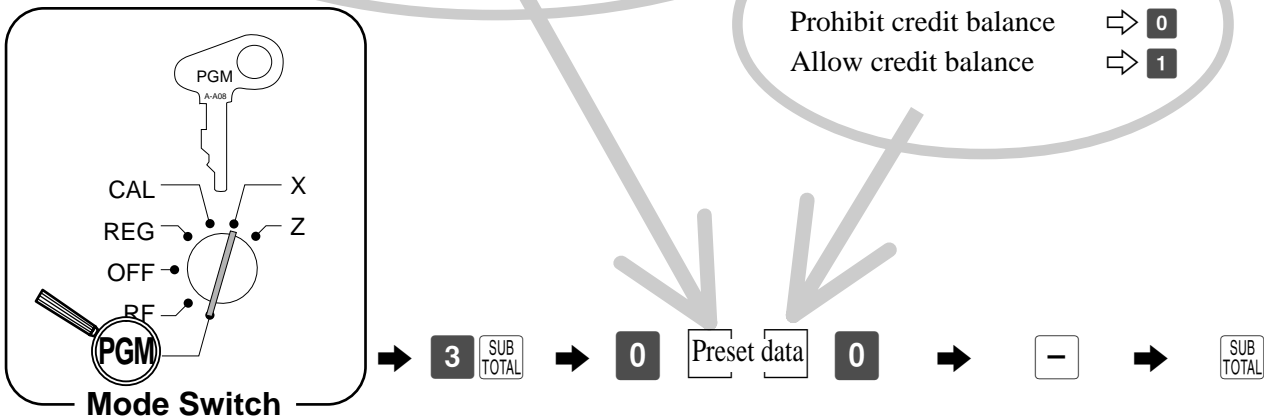 Prohibit credit balance ⇨ 0
Allow credit balance ⇨ 1
PGM
A-A08
CAL X
REG Z
OFF
RF
PGM
Mode Switch
➡ 3 SUB TOTAL ➡ 0 Preset data 0 ➡ − ➡ SUB TOTAL